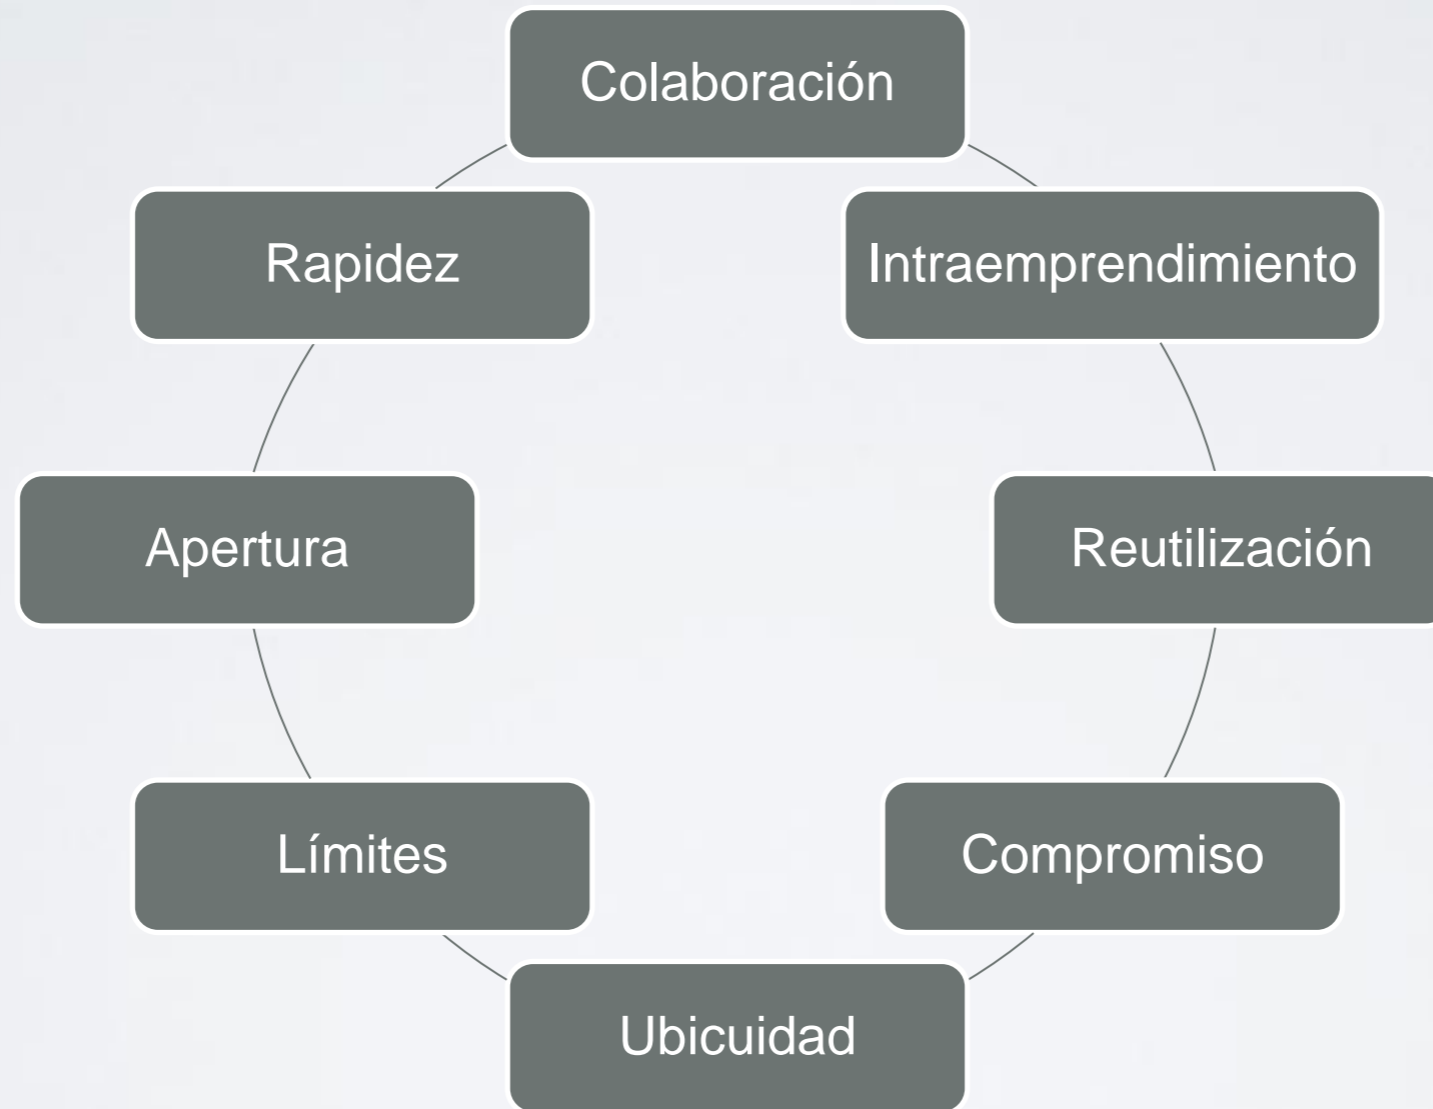 Colaboración
Intraemprendimiento
Reutilización
Compromiso
Ubicuidad
Límites
Apertura
Rapidez